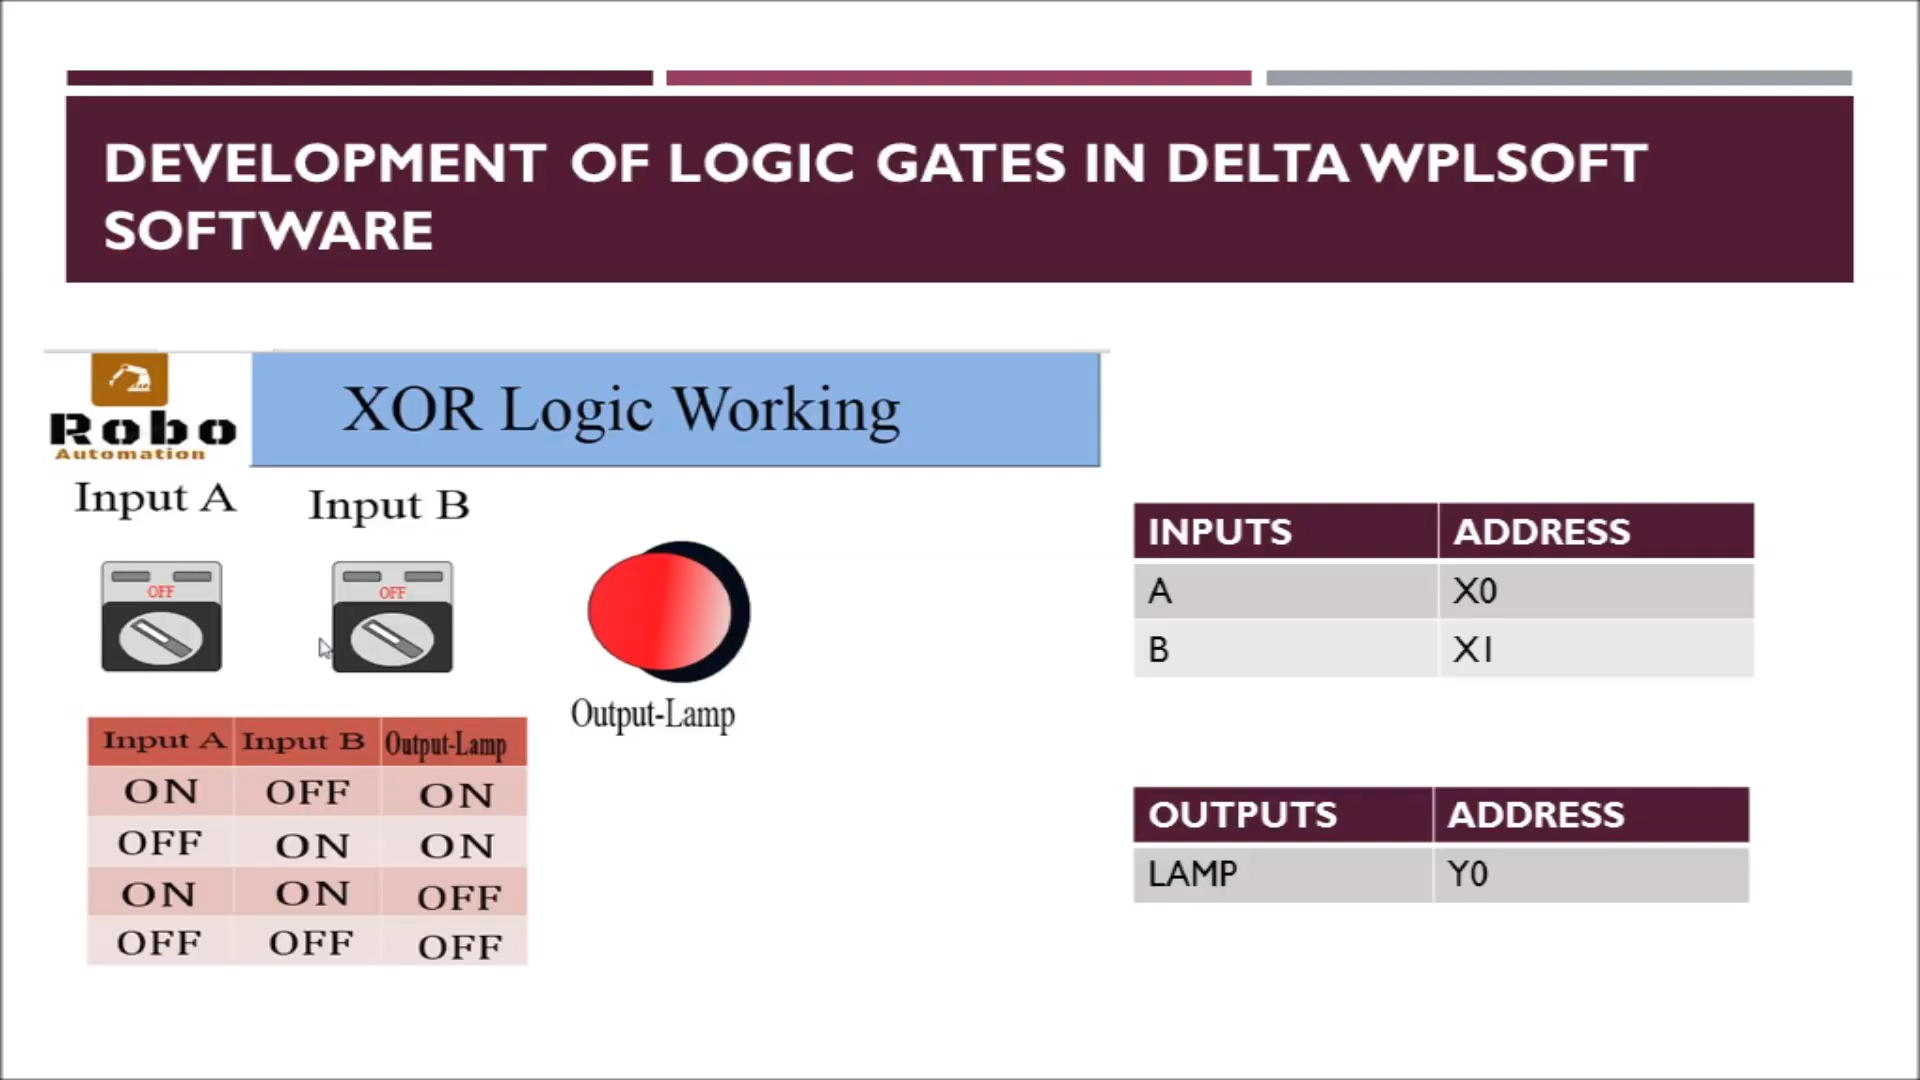 DEVELOPMENT OF LOGIC GATES IN DELTA WPLSOFT
SOFTWARE
Robo
Automation
XOR Logic Working
Input A
Input B
OFF
OFF
Output-Lamp
Input A Input B Output-Lamp
ON OFF ON
OFF ON ON
ON ON OFF
OFF OFF OFF
INPUTS ADDRESS
A X0
B X1
OUTPUTS ADDRESS
LAMP Y0